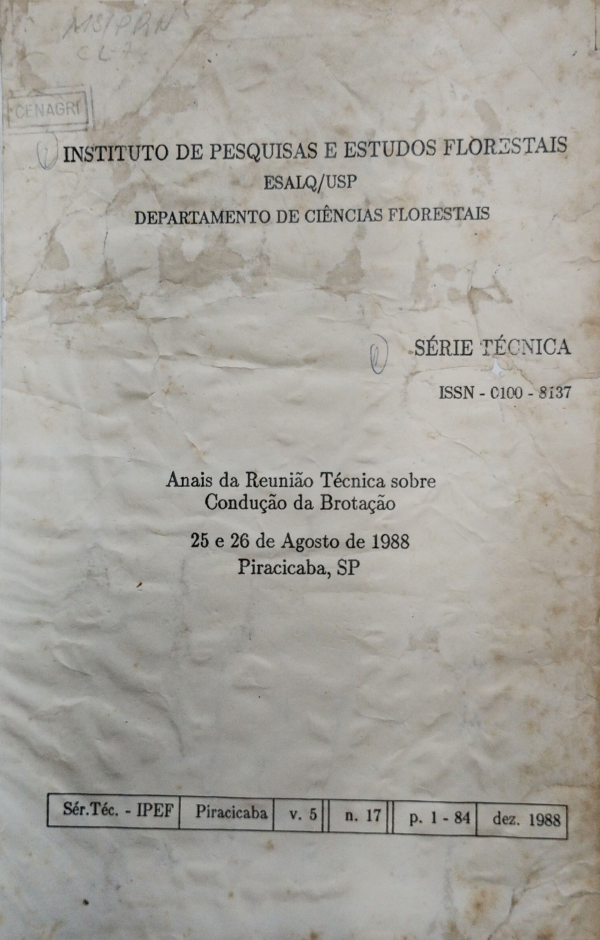 CENAGRI
INSTITUTO DE PESQUISAS E ESTUDOS FLORESTAIS
ESALQ/USP
DEPARTAMENTO DE CIÊNCIAS FLORESTAIS
SÉRIE TÉCNICA
ISSN - 0100 - 8137
Anais da Reunião Técnica sobre
Condução da Brotação
25 e 26 de Agosto de 1988
Piracicaba, SP
Sér.Téc. - IPEF Piracicaba v. 5 n. 17 p. 1 - 84 dez. 1988